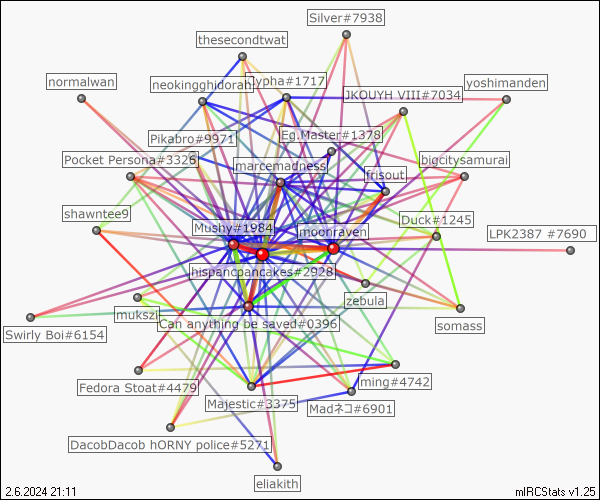 Silver#7938
thesecondtwat
normalwan
neokingghidorah
ypha#1717
yoshimanden
JKOUYH VIII#7034
Pikabro#9971
Eg.Master#1378
Pocket Persona#3326
marcemadness
bigcitysamurai
frisout
shawntee9
Mushy#1984
moonraven
Duck#1245
LPK2387 #7690
hispancpancakes#2928
zebula
mukszi
Can anything be saved#0396
somass
Swirly Boi#6154
Fedora Stoat#4479
ming#4742
Majestic#3375
Madネコ#6901
DacobDacob hORNY police#5271
eliakith
2.6.2024 21:11
mIRCStats v1.25